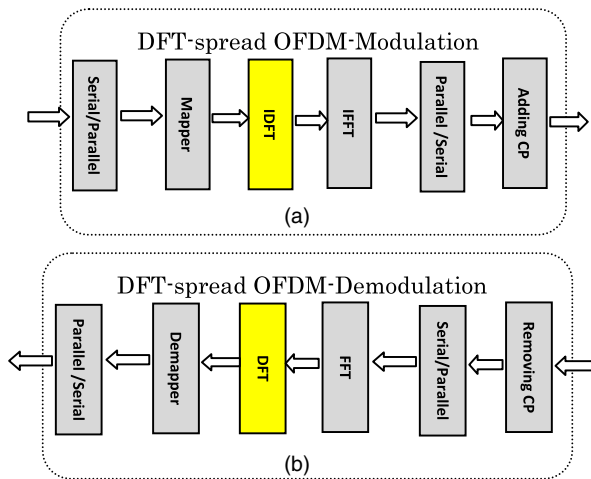 DFT-spread OFDM-Modulation
Serial/Parallel
Mapper
IDFT
IFFT
Parallel /Serial
Adding CP
(a)
DFT-spread OFDM-Demodulation
Parallel /Serial
Demapper
DFT
FFT
Serial/Parallel
Removing CP
(b)